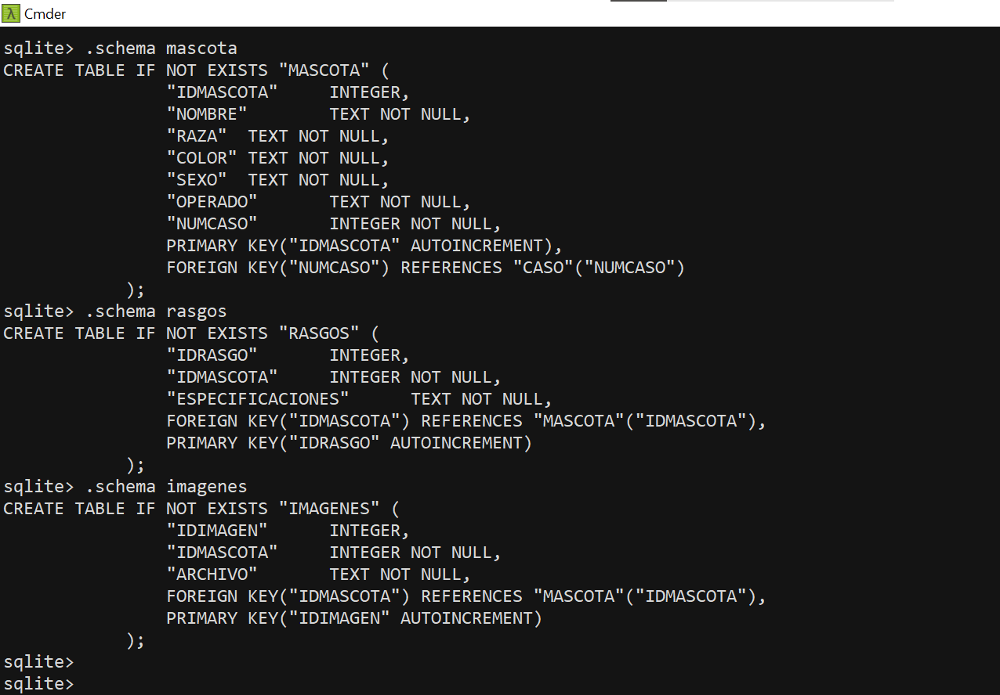 Cmder
sqlite> .schema mascota
CREATE TABLE IF NOT EXISTS "MASCOTA" (
"IDMASCOTA" INTEGER,
"NOMBRE" TEXT NOT NULL,
"RAZA" TEXT NOT NULL,
"COLOR" TEXT NOT NULL,
"SEXO" TEXT NOT NULL,
"OPERADO" TEXT NOT NULL,
"NUMCASO" INTEGER NOT NULL,
PRIMARY KEY("IDMASCOTA" AUTOINCREMENT),
FOREIGN KEY("NUMCASO") REFERENCES "CASO"("NUMCASO")
);
sqlite> .schema rasgos
CREATE TABLE IF NOT EXISTS "RASGOS" (
"IDRASGO" INTEGER,
"IDMASCOTA" INTEGER NOT NULL,
"ESPECIFICACIONES" TEXT NOT NULL,
FOREIGN KEY("IDMASCOTA") REFERENCES "MASCOTA"("IDMASCOTA"),
PRIMARY KEY("IDRASGO" AUTOINCREMENT)
);
sqlite> .schema imagenes
CREATE TABLE IF NOT EXISTS "IMAGENES" (
"IDIMAGEN" INTEGER,
"IDMASCOTA" INTEGER NOT NULL,
"ARCHIVO" TEXT NOT NULL,
FOREIGN KEY("IDMASCOTA") REFERENCES "MASCOTA"("IDMASCOTA"),
PRIMARY KEY("IDIMAGEN" AUTOINCREMENT)
);
sqlite>
sqlite>